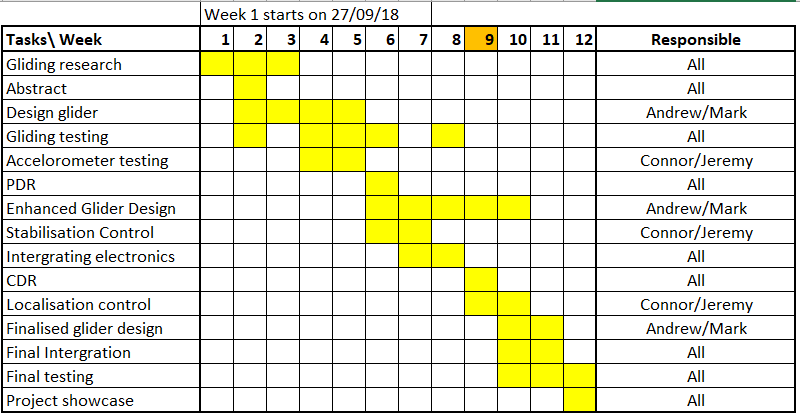 Week 1 starts on 27/09/18
Tasks\ Week 1 2 3 4 5 6 7 8 9 10 11 12 Responsible
Gliding research All
Abstract All
Design glider Andrew/Mark
Gliding testing All
Accelorometer testing Connor/Jeremy
PDR All
Enhanced Glider Design Andrew/Mark
Stabilisation Control Connor/Jeremy
Intergrating electronics All
CDR All
Localisation control Connor/Jeremy
Finalised glider design Andrew/Mark
Final Intergration All
Final testing All
Project showcase All